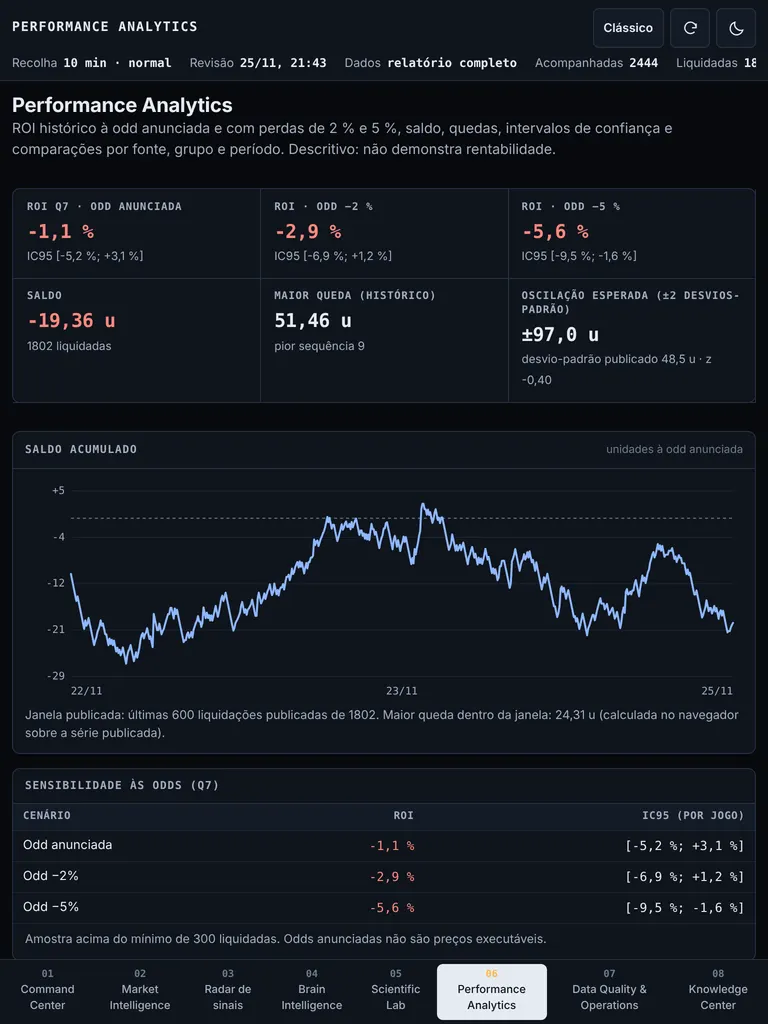 PERFORMANCE ANALYTICS
Clássico
Recolha 10 min · normal Revisão 25/11, 21:43 Dados relatório completo Acompanhadas 2444 Liquidadas 18
Performance Analytics
ROI histórico à odd anunciada e com perdas de 2 % e 5 %, saldo, quedas, intervalos de confiança e
comparações por fonte, grupo e período. Descritivo: não demonstra rentabilidade.
ROI Q7 · ODD ANUNCIADA
-1,1 %
IC95 [-5,2 %; +3,1 %]
ROI · ODD −2 %
-2,9 %
IC95 [-6,9 %; +1,2 %]
ROI · ODD −5 %
-5,6 %
IC95 [-9,5 %; -1,6 %]
SALDO
-19,36 u
1802 liquidadas
MAIOR QUEDA (HISTÓRICO)
51,46 u
pior sequência 9
OSCILAÇÃO ESPERADA (±2 DESVIOS-
PADRÃO)
±97,0 u
desvio-padrão publicado 48,5 u · z
-0,40
SALDO ACUMULADO
unidades à odd anunciada
+5
-4
-12
-21
-29
22/11 23/11 25/11
Janela publicada: últimas 600 liquidações publicadas de 1802. Maior queda dentro da janela: 24,31 u (calculada no navegador
sobre a série publicada).
SENSIBILIDADE ÀS ODDS (Q7)
CENÁRIO ROI IC95 (POR JOGO)
Odd anunciada -1,1 % [-5,2 %; +3,1 %]
Odd −2% -2,9 % [-6,9 %; +1,2 %]
Odd −5% -5,6 % [-9,5 %; -1,6 %]
Amostra acima do mínimo de 300 liquidadas. Odds anunciadas não são preços executáveis.
01
Command
Center
02
Market
Intelligence
03
Radar de
sinais
04
Brain
Intelligence
05
Scientific
Lab
06
Performance
Analytics
07
Data Quality &
Operations
08
Knowledge
Center